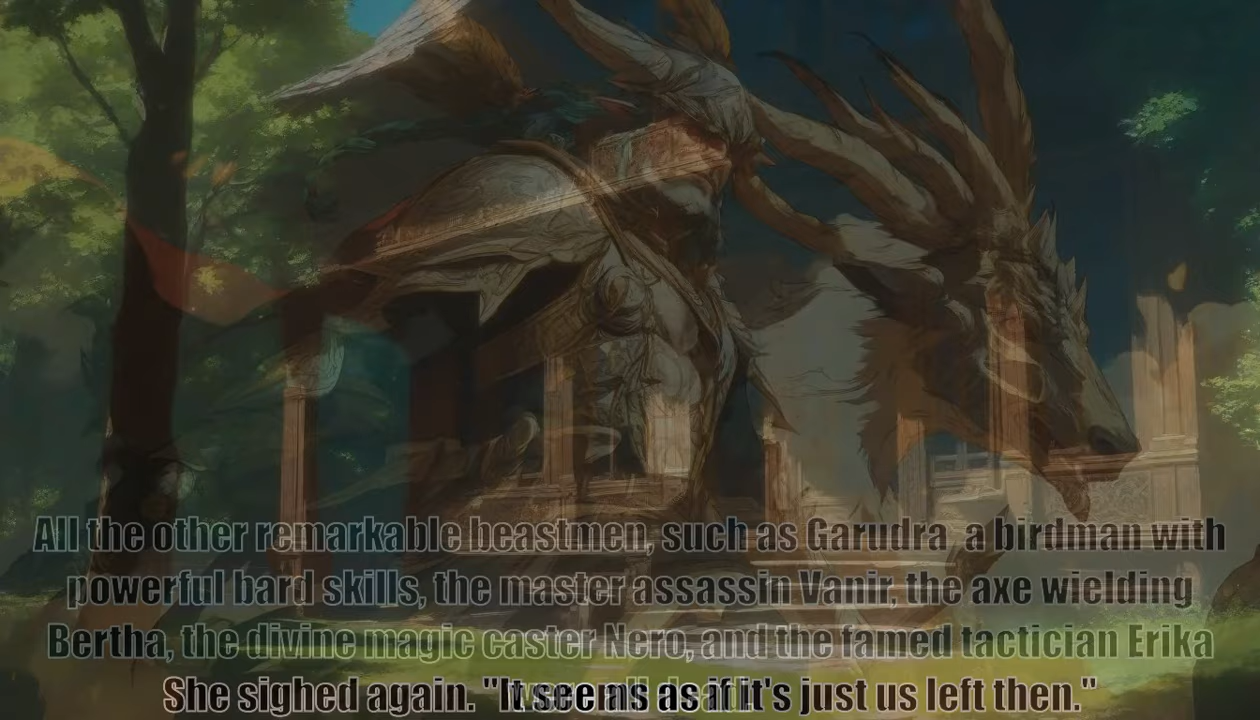 All the other remarkable beastmen, such as Garudra a birdman with
powerful bard skills, the master assassin Vanir, the axe wielding
Bertha, the divine magic caster Nero, and the famed tactician Erika
She sighed again. "It seems as if it's just us left then."